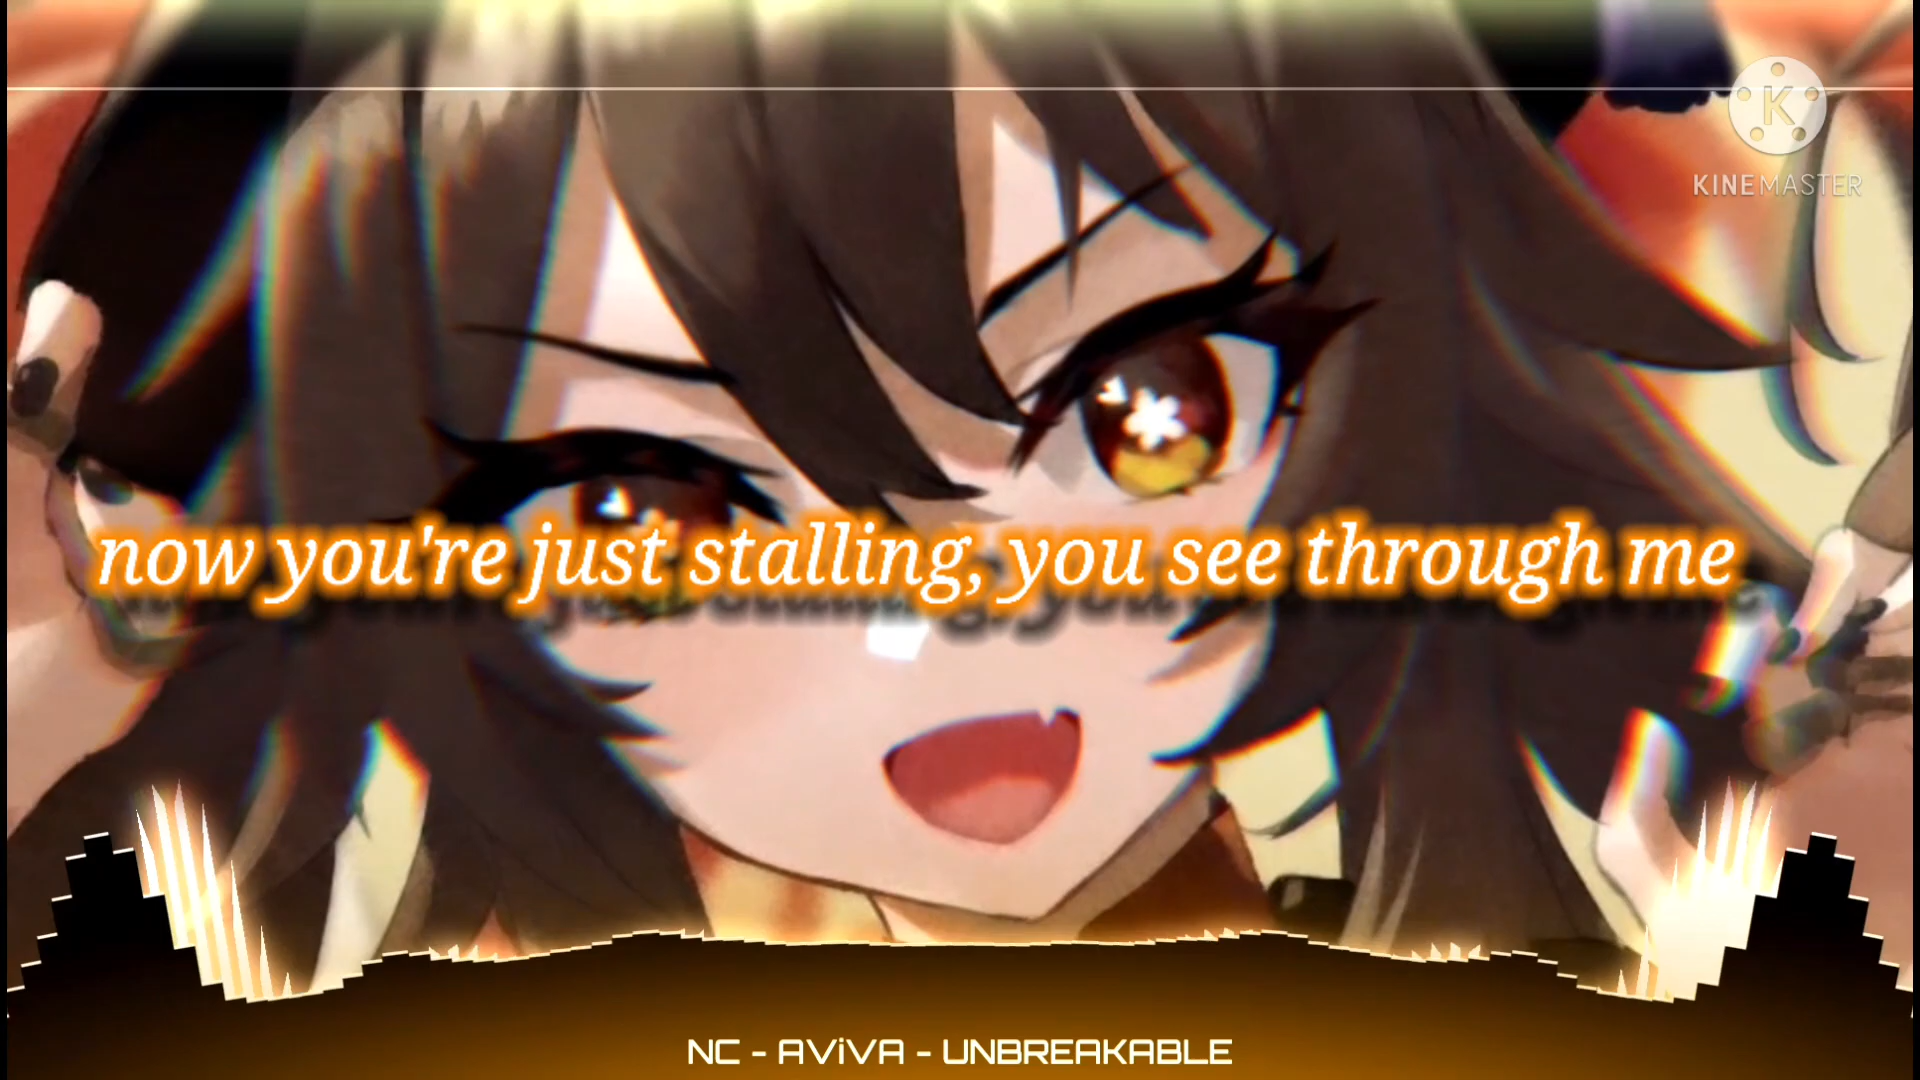 K
KINEMASTER
now you're just stalling, you see through me
NC - AViVA - UNBREAKABLE